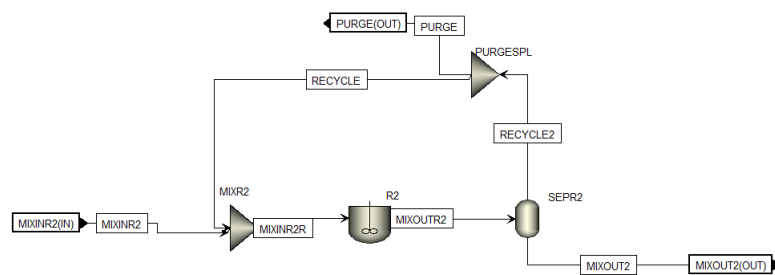 PURGE(OUT)
PURGE
PURGESPL
RECYCLE
RECYCLE2
MIXR2
R2
SEPR2
MIXINR2(IN)
MIXINR2
MIXINR2R
MIXOUTR2
MIXOUT2
MIXOUT2(OUT)